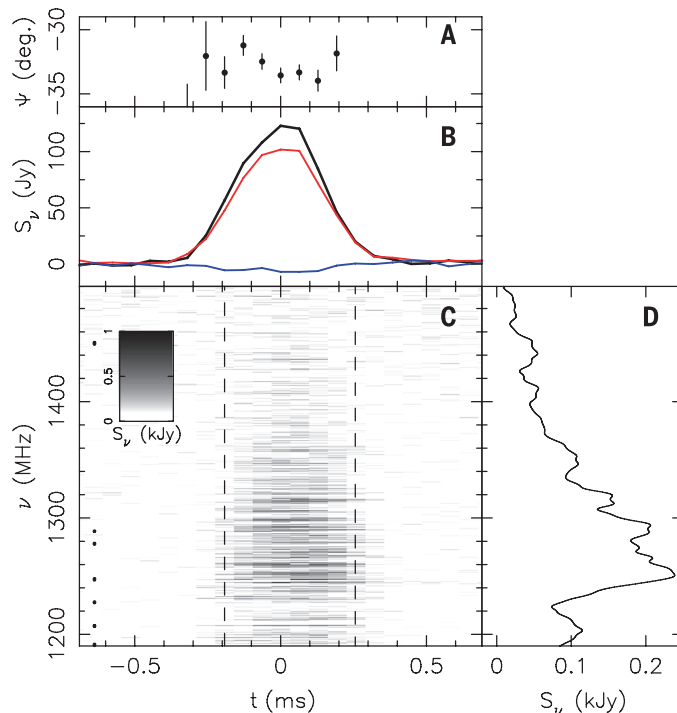 A
Ψ (deg.)
−30
−35
B
S_ν (Jy)
100
50
0
C
D
ν (MHz)
1400
1300
1200
1
0.5
0
S_ν (kJy)
−0.5
0
0.5
t (ms)
0
0.1
0.2
S_ν (kJy)